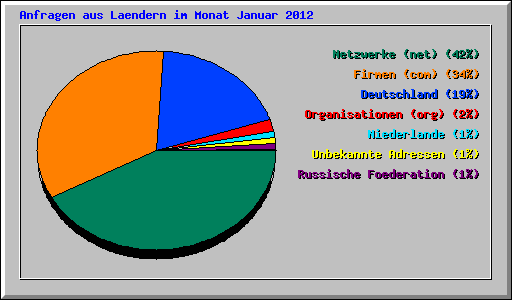 Anfragen aus Laendern im Monat Januar 2012
Netzwerke (net) (42%)
Firmen (com) (34%)
Deutschland (19%)
Organisationen (org) (2%)
Niederlande (1%)
Unbekannte Adressen (1%)
Russische Foederation (1%)